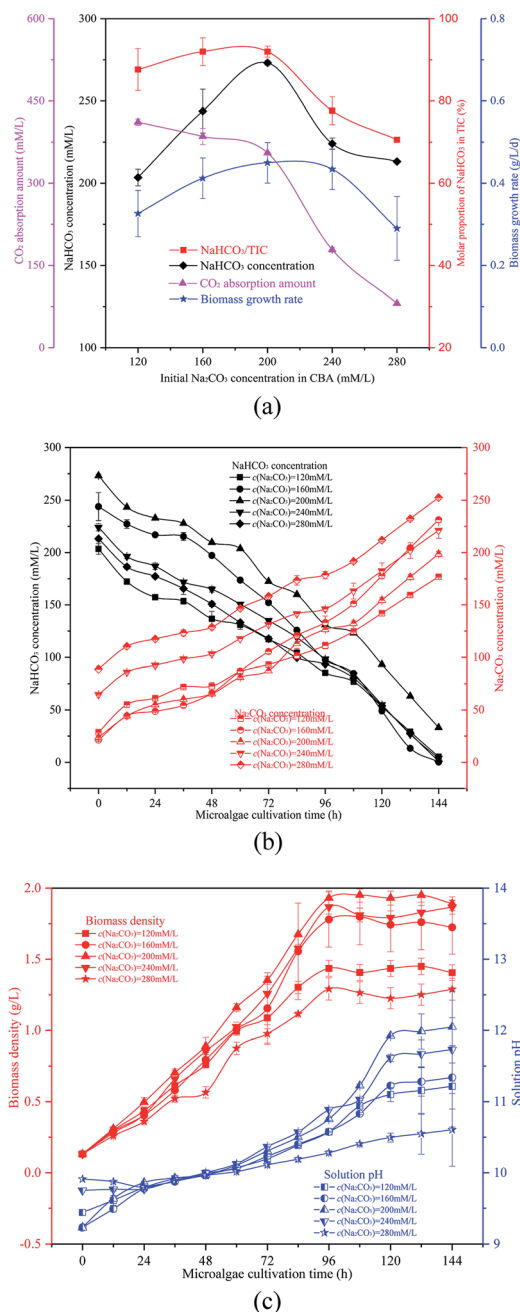 600
450
300
150
0
CO₂ absorption amount (mM/L)
300
250
200
150
100
NaHCO₃ concentration (mM/L)
NaHCO₃/TIC
NaHCO₃ concentration
CO₂ absorption amount
Biomass growth rate
100
80
60
40
20
Molar proportion of NaHCO₃ in TIC (%)
0.8
0.6
0.4
0.2
0.0
Biomass growth rate (g/L/d)
120 160 200 240 280
Initial Na₂CO₃ concentration in CBA (mM/L)
(a)
300
250
200
150
100
50
0
NaHCO₃ concentration (mM/L)
NaHCO₃ concentration
c(Na₂CO₃)=120mM/L
c(Na₂CO₃)=160mM/L
c(Na₂CO₃)=200mM/L
c(Na₂CO₃)=240mM/L
c(Na₂CO₃)=280mM/L
Na₂CO₃ concentration
c(Na₂CO₃)=120mM/L
c(Na₂CO₃)=160mM/L
c(Na₂CO₃)=200mM/L
c(Na₂CO₃)=240mM/L
c(Na₂CO₃)=280mM/L
300
250
200
150
100
50
0
Na₂CO₃ concentration (mM/L)
0 24 48 72 96 120 144
Microalgae cultivation time (h)
(b)
2.0
1.5
1.0
0.5
0.0
-0.5
Biomass density (g/L)
Biomass density
c(Na₂CO₃)=120mM/L
c(Na₂CO₃)=160mM/L
c(Na₂CO₃)=200mM/L
c(Na₂CO₃)=240mM/L
c(Na₂CO₃)=280mM/L
Solution pH
c(Na₂CO₃)=120mM/L
c(Na₂CO₃)=160mM/L
c(Na₂CO₃)=200mM/L
c(Na₂CO₃)=240mM/L
c(Na₂CO₃)=280mM/L
14
13
12
11
10
9
Solution pH
0 24 48 72 96 120 144
Microalgae cultivation time (h)
(c)